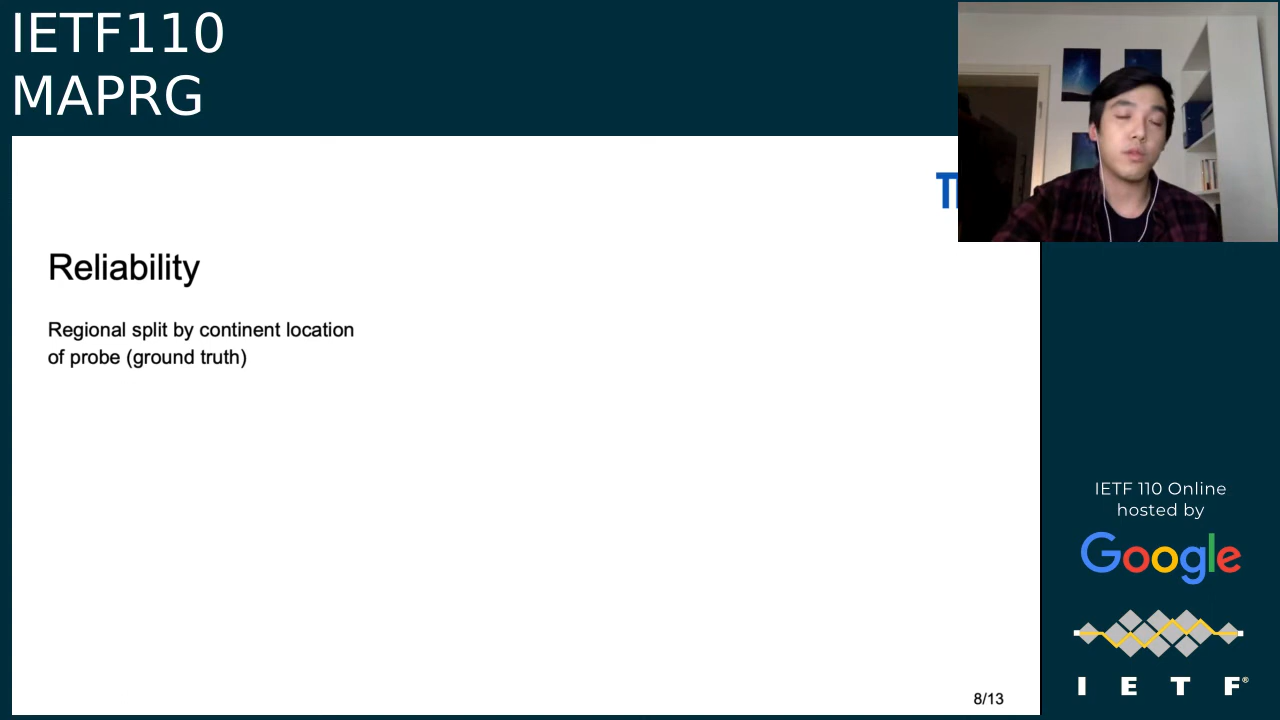 IETF110
MAPRG
Reliability
Regional split by continent location
of probe (ground truth)
8/13
IETF 110 Online
hosted by
Google
I E T F®